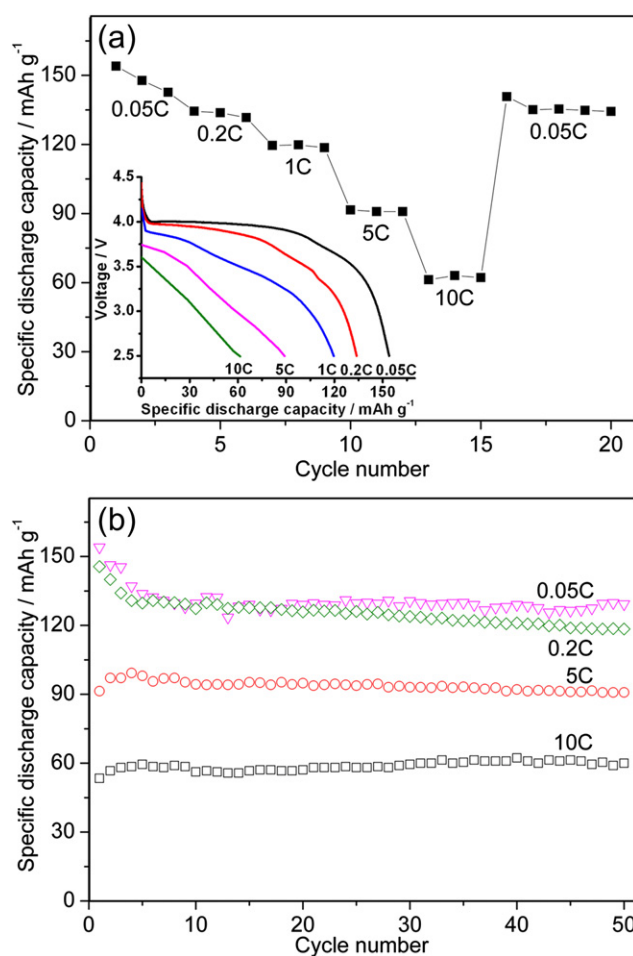 (a)
Specific discharge capacity / mAh g-1
150
120
90
60
30
0
0.05C
0.2C
1C
5C
10C
0.05C
Voltage / V
4.5
4.0
3.5
3.0
2.5
10C 5C 1C 0.2C 0.05C
0 30 60 90 120 150
Specific discharge capacity / mAh g-1
0 5 10 15 20
Cycle number
(b)
Specific discharge capacity / mAh g-1
150
120
90
60
30
0
0.05C
0.2C
5C
10C
0 10 20 30 40 50
Cycle number